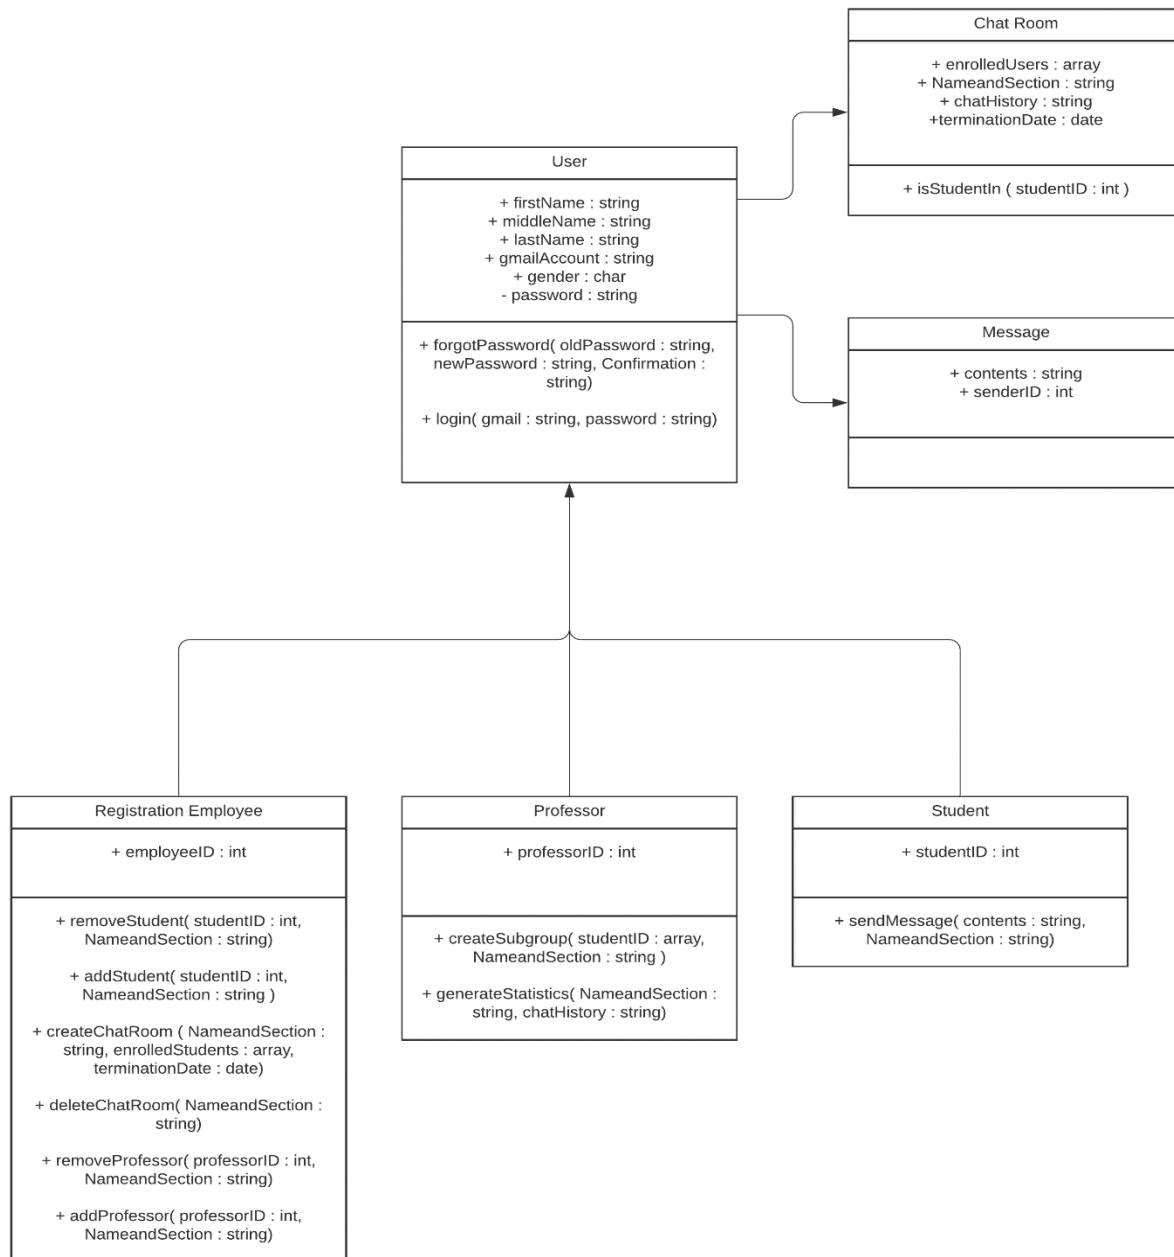 Chat Room
+ enrolledUsers : array
+ NameandSection : string
+ chatHistory : string
+terminationDate : date
+ isStudentIn ( studentID : int )
User
+ firstName : string
+ middleName : string
+ lastName : string
+ gmailAccount : string
+ gender : char
- password : string
+ forgotPassword( oldPassword : string,
newPassword : string, Confirmation :
string)
+ login( gmail : string, password : string)
Message
+ contents : string
+ senderID : int
Registration Employee
+ employeeID : int
+ removeStudent( studentID : int,
NameandSection : string)
+ addStudent( studentID : int,
NameandSection : string )
+ createChatRoom ( NameandSection :
string, enrolledStudents : array,
terminationDate : date)
+ deleteChatRoom( NameandSection :
string)
+ removeProfessor( professorID : int,
NameandSection : string)
+ addProfessor( professorID : int,
NameandSection : string)
Professor
+ professorID : int
+ createSubgroup( studentID : array,
NameandSection : string )
+ generateStatistics( NameandSection :
string, chatHistory : string)
Student
+ studentID : int
+ sendMessage( contents : string,
NameandSection : string)